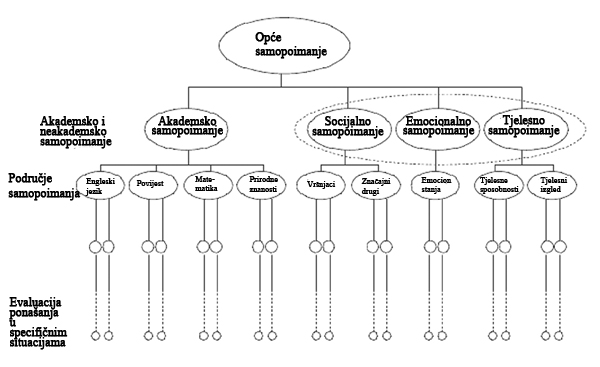 Opće
samopoimanje
Akademsko i
neakademsko
samopoimanje
Akademsko
samopoimanje
Socijalno
samopoimanje
Emocionalno
samopoimanje
Tjelesno
samopoimanje
Područje
samopoimanja
Engleski
jezik
Povijest
Mate-
matika
Prirodne
znanosti
Vršnjaci
Značajni
drugi
Emocion
stanja
Tjelesne
sposobnosti
Tjelesni
izgled
Evaluacija
ponašanja
u
specifičnim
situacijama